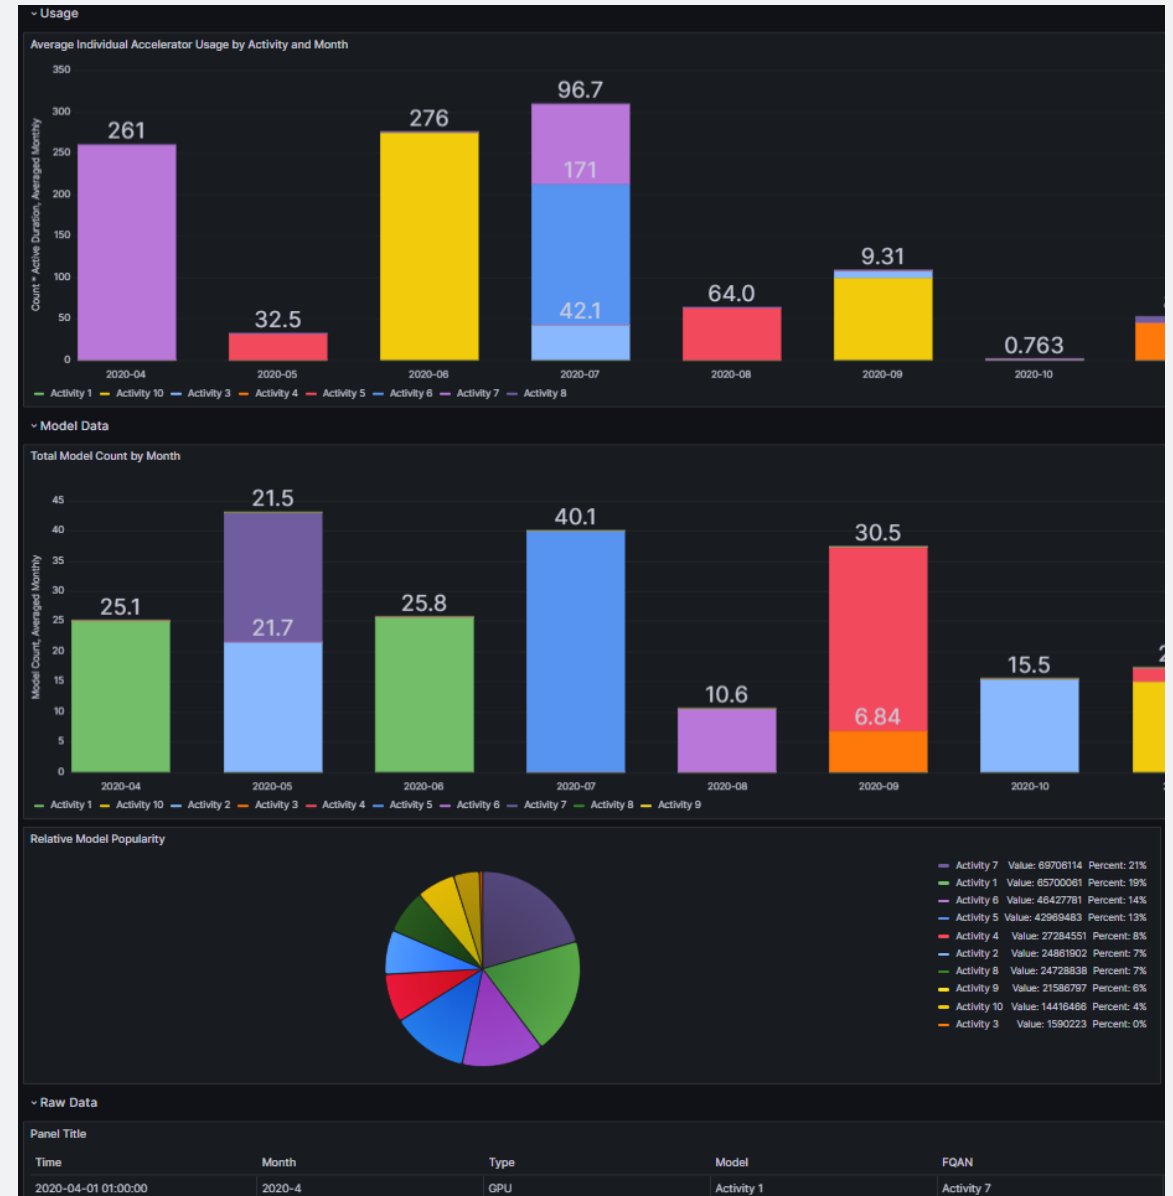 Usage
Average Individual Accelerator Usage by Activity and Month
Count * Active Duration, Averaged Monthly
350
300
250
200
150
100
50
0
261
32.5
276
96.7
171
42.1
64.0
9.31
0.763
2020-04 2020-05 2020-06 2020-07 2020-08 2020-09 2020-10
Activity 1 Activity 10 Activity 3 Activity 4 Activity 5 Activity 6 Activity 7 Activity 8
Model Data
Total Model Count by Month
Model Count, Averaged Monthly
45
40
35
30
25
20
15
10
5
0
25.1
21.5
21.7
25.8
40.1
10.6
30.5
6.84
15.5
2020-04 2020-05 2020-06 2020-07 2020-08 2020-09 2020-10
Activity 1 Activity 10 Activity 2 Activity 3 Activity 4 Activity 5 Activity 6 Activity 7 Activity 8 Activity 9
Relative Model Popularity
Activity 7 Value: 69706114 Percent: 21%
Activity 1 Value: 65700061 Percent: 19%
Activity 6 Value: 46427781 Percent: 14%
Activity 5 Value: 42969483 Percent: 13%
Activity 4 Value: 27284551 Percent: 8%
Activity 2 Value: 24861902 Percent: 7%
Activity 8 Value: 24728838 Percent: 7%
Activity 9 Value: 21586797 Percent: 6%
Activity 10 Value: 14416466 Percent: 4%
Activity 3 Value: 1590223 Percent: 0%
Raw Data
Panel Title
Time Month Type Model FQAN
2020-04-01 01:00:00 2020-4 GPU Activity 1 Activity 7